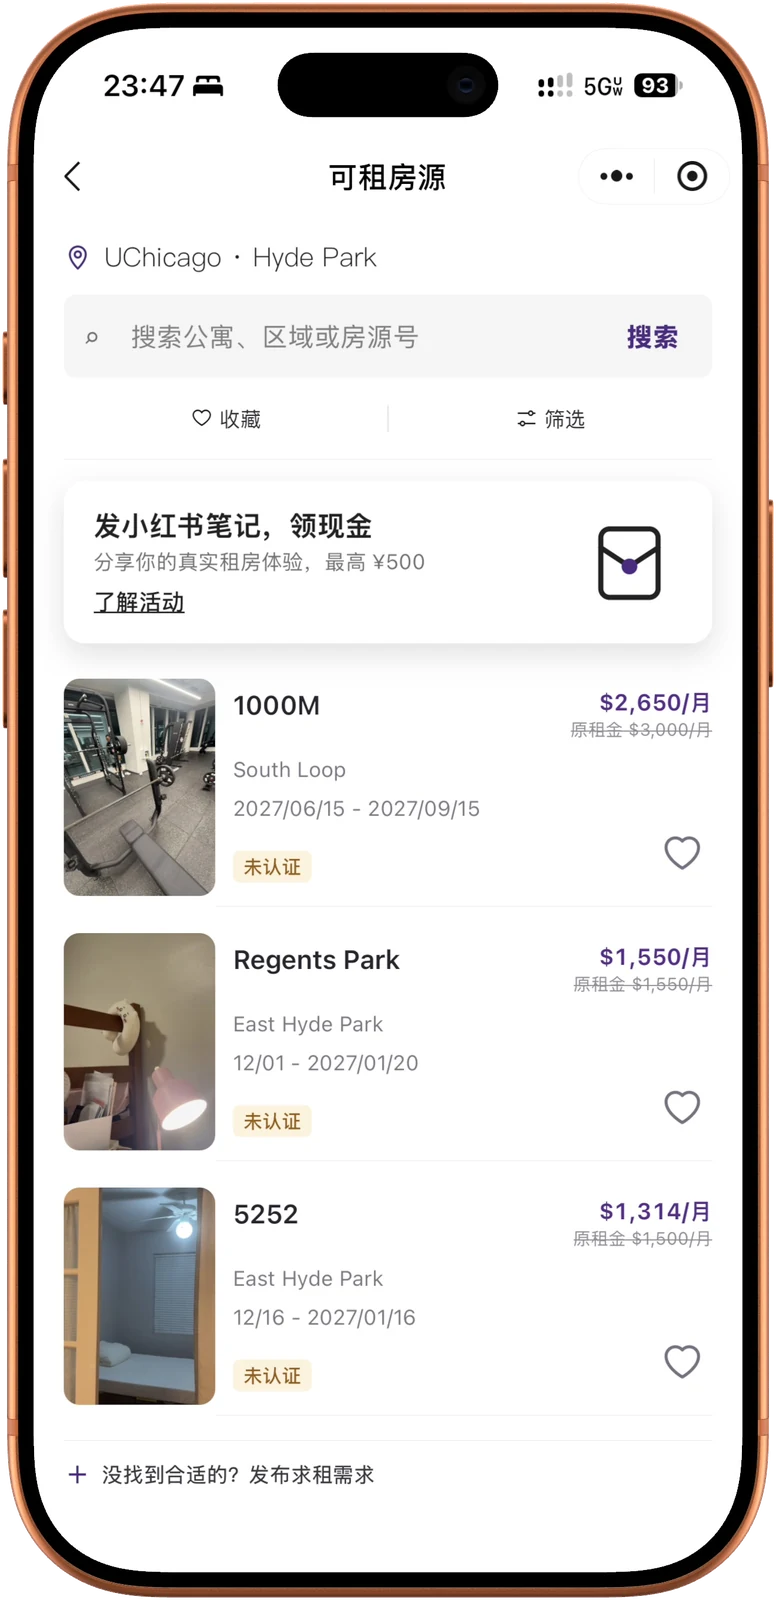 23:47
5G UW 93
可租房源
UChicago · Hyde Park
搜索公寓、区域或房源号 搜索
收藏 筛选
发小红书笔记，领现金
分享你的真实租房体验，最高 ¥500
了解活动
1000M $2,650/月
原租金 $3,000/月
South Loop
2027/06/15 - 2027/09/15
未认证
Regents Park $1,550/月
原租金 $1,550/月
East Hyde Park
12/01 - 2027/01/20
未认证
5252 $1,314/月
原租金 $1,500/月
East Hyde Park
12/16 - 2027/01/16
未认证
+ 没找到合适的？发布求租需求